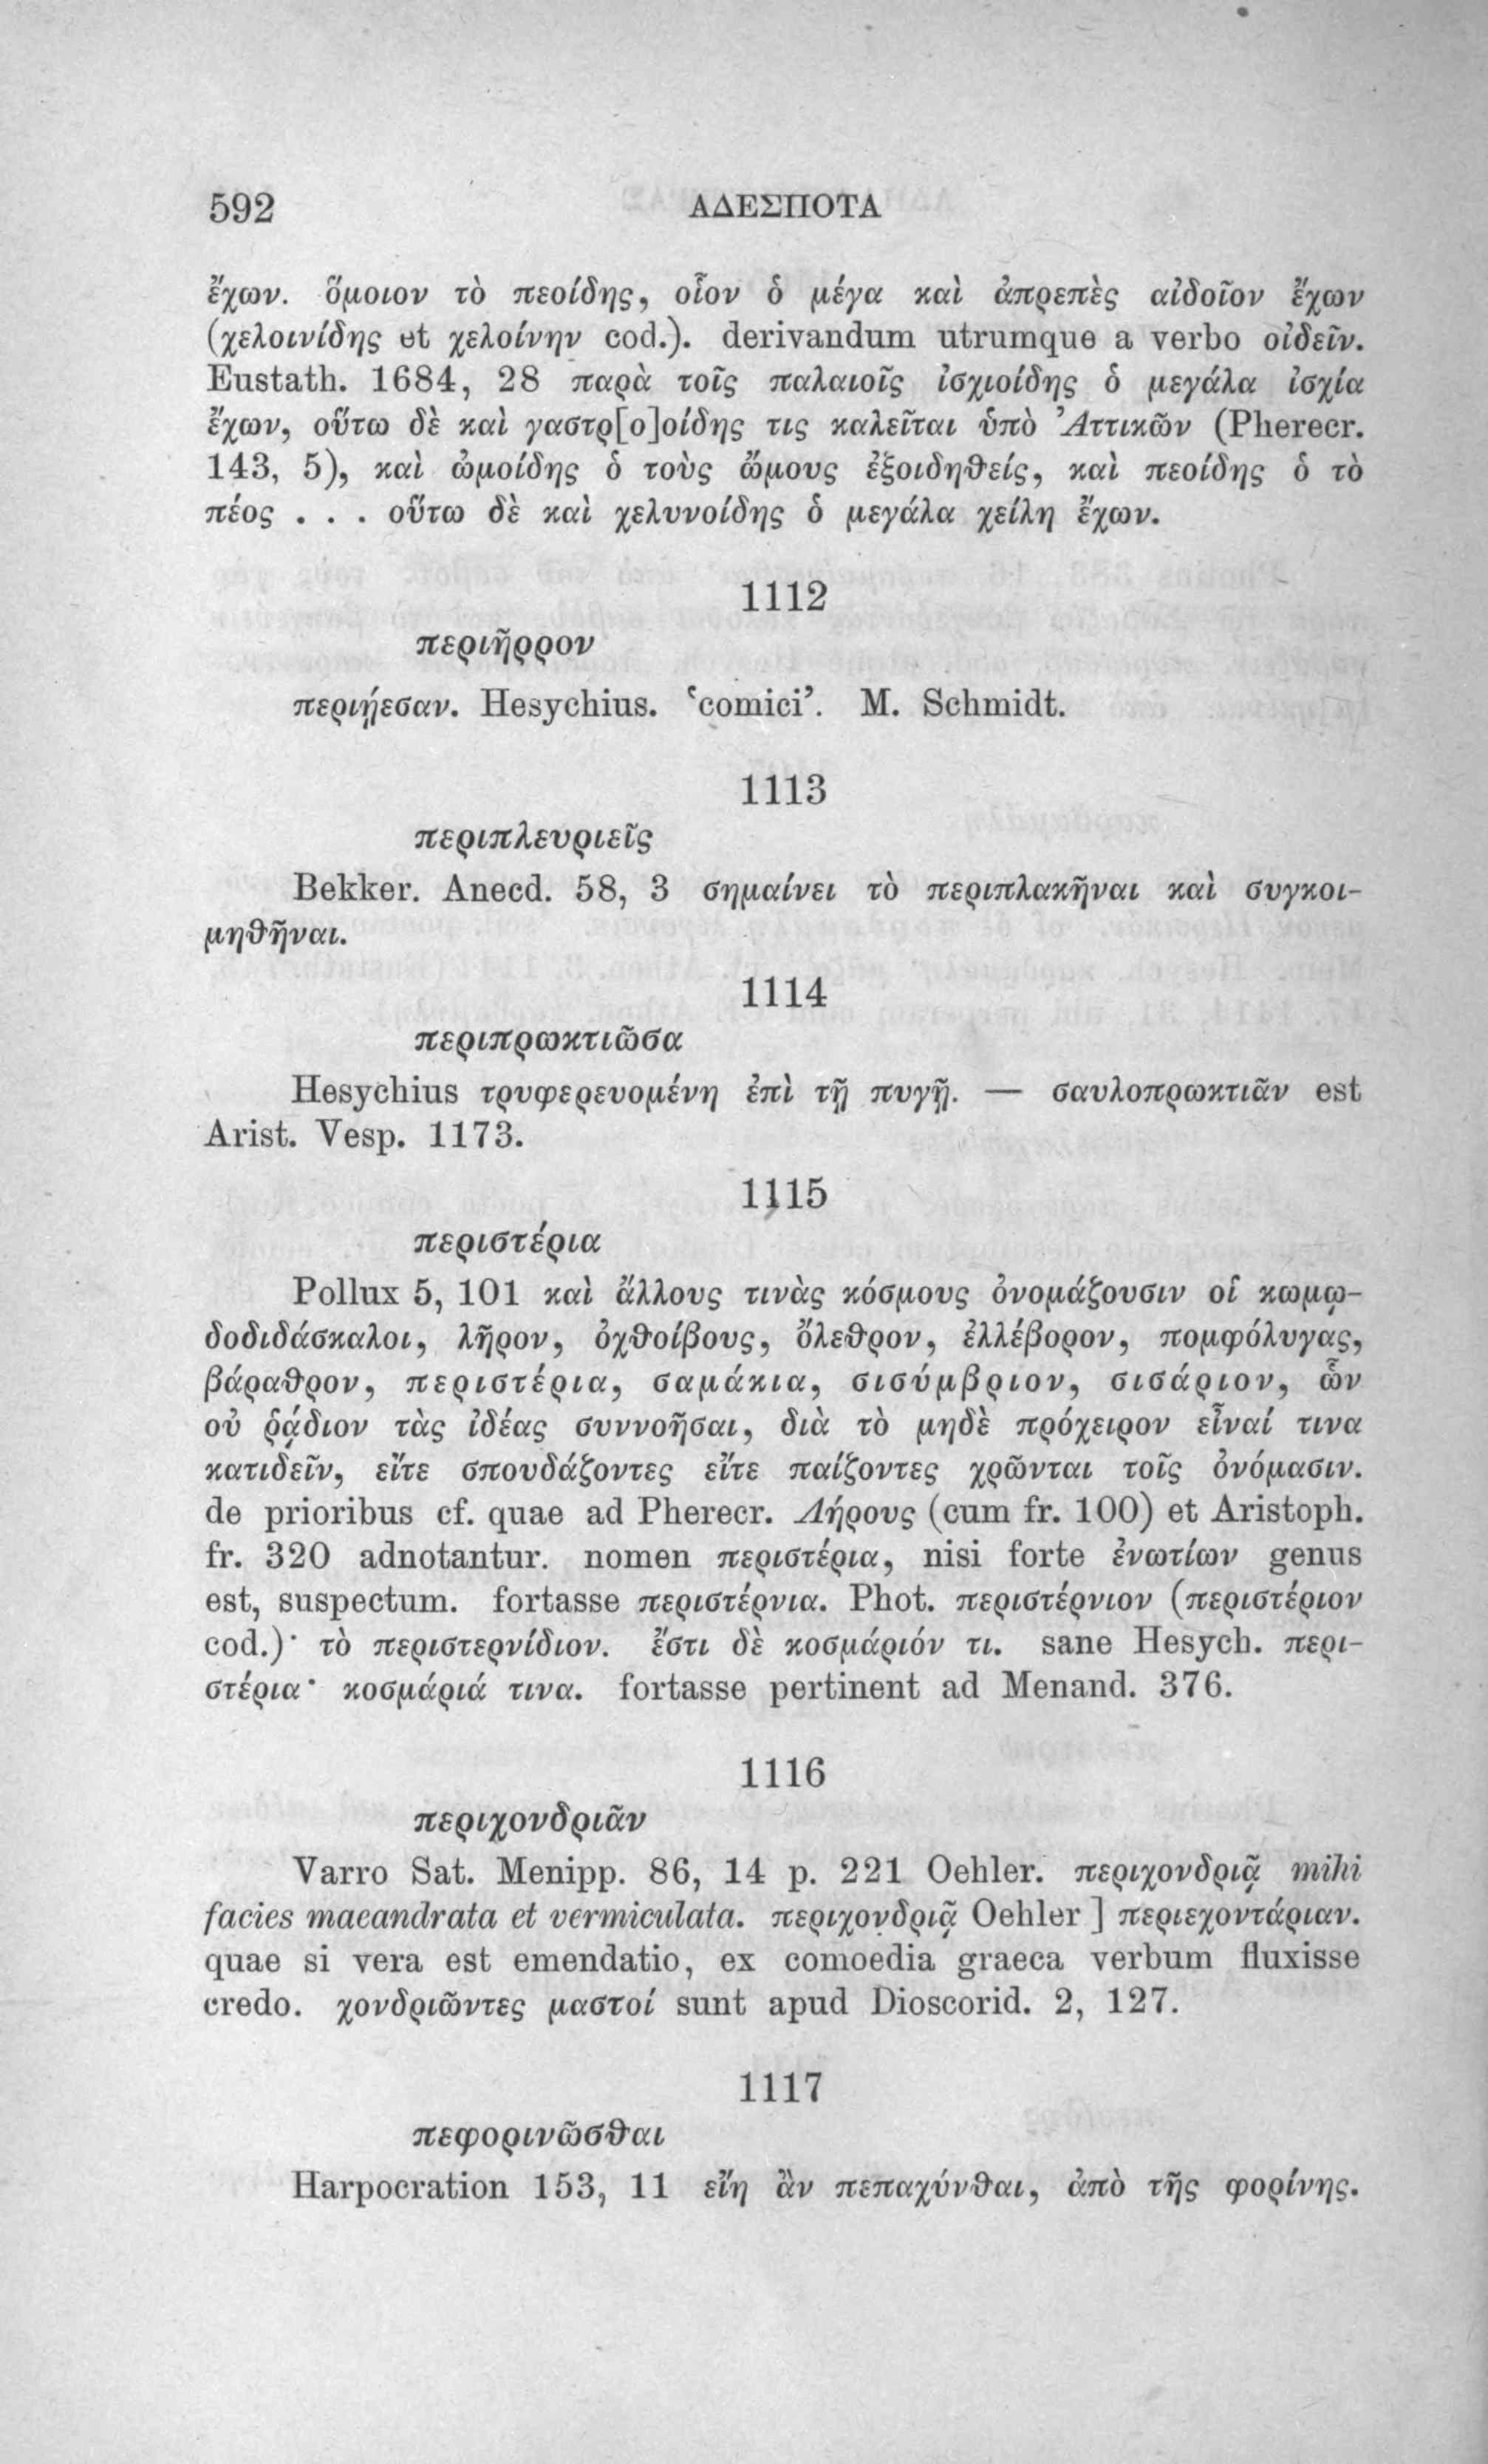 592 ΑΔΕΣΠΟΤΑ
ἔχων. ὅμοιον τὸ πεοίδης, οἷον ὁ μέγα καὶ ἀπρεπὲς αἰδοῖον ἔχων
(χελοινίδης et χελοίνην cod.). derivandum utrumque a verbo οἰδεῖν.
Eustath. 1684, 28 παρὰ τοῖς παλαιοῖς ἰσχιοίδης ὁ μεγάλα ἰσχία
ἔχων, οὕτω δὲ καὶ γαστρ[ο]οίδης τις καλεῖται ὑπὸ Ἀττικῶν (Pherecr.
143, 5), καὶ ὠμοίδης ὁ τοὺς ὤμους ἐξοιδηθείς, καὶ πεοίδης ὁ τὸ
πέος . . . οὕτω δὲ καὶ χελυνοίδης ὁ μεγάλα χείλη ἔχων.
1112
περιῆρρον
περιῄεσαν. Hesychius. ‘comici’. M. Schmidt.
1113
περιπλευριεῖς
Bekker. Anecd. 58, 3 σημαίνει τὸ περιπλακῆναι καὶ συγκοι-
μηθῆναι.
1114
περιπρωκτιῶσα
Hesychius τρυφερευομένη ἐπὶ τῇ πυγῇ. — σαυλοπρωκτιᾶν est
Arist. Vesp. 1173.
1115
περιστέρια
Pollux 5, 101 καὶ ἄλλους τινὰς κόσμους ὀνομάζουσιν οἱ κωμῳ-
δοδιδάσκαλοι, λῆρον, ὀχθοίβους, ὄλεθρον, ἑλλέβορον, πομφόλυγας,
βάραθρον, περιστέρια, σαμάκια, σισύμβριον, σισάριον, ὧν
οὐ ῥᾴδιον τὰς ἰδέας συννοῆσαι, διὰ τὸ μηδὲ πρόχειρον εἶναί τινα
κατιδεῖν, εἴτε σπουδάζοντες εἴτε παίζοντες χρῶνται τοῖς ὀνόμασιν.
de prioribus cf. quae ad Pherecr. Λήρους (cum fr. 100) et Aristoph.
fr. 320 adnotantur. nomen περιστέρια, nisi forte ἐνωτίων genus
est, suspectum. fortasse περιστέρνια. Phot. περιστέρνιον (περιστέριον
cod.)· τὸ περιστερνίδιον. ἔστι δὲ κοσμάριόν τι. sane Hesych. περι-
στέρια· κοσμάριά τινα. fortasse pertinent ad Menand. 376.
1116
περιχονδριᾶν
Varro Sat. Menipp. 86, 14 p. 221 Oehler. περιχονδριᾷ mihi
facies maeandrata et vermiculata. περιχονδριᾷ Oehler ] περιεχοντάριαν.
quae si vera est emendatio, ex comoedia graeca verbum fluxisse
credo. χονδριῶντες μαστοί sunt apud Dioscorid. 2, 127.
1117
πεφορινῶσθαι
Harpocration 153, 11 εἴη ἂν πεπαχύνθαι, ἀπὸ τῆς φορίνης.